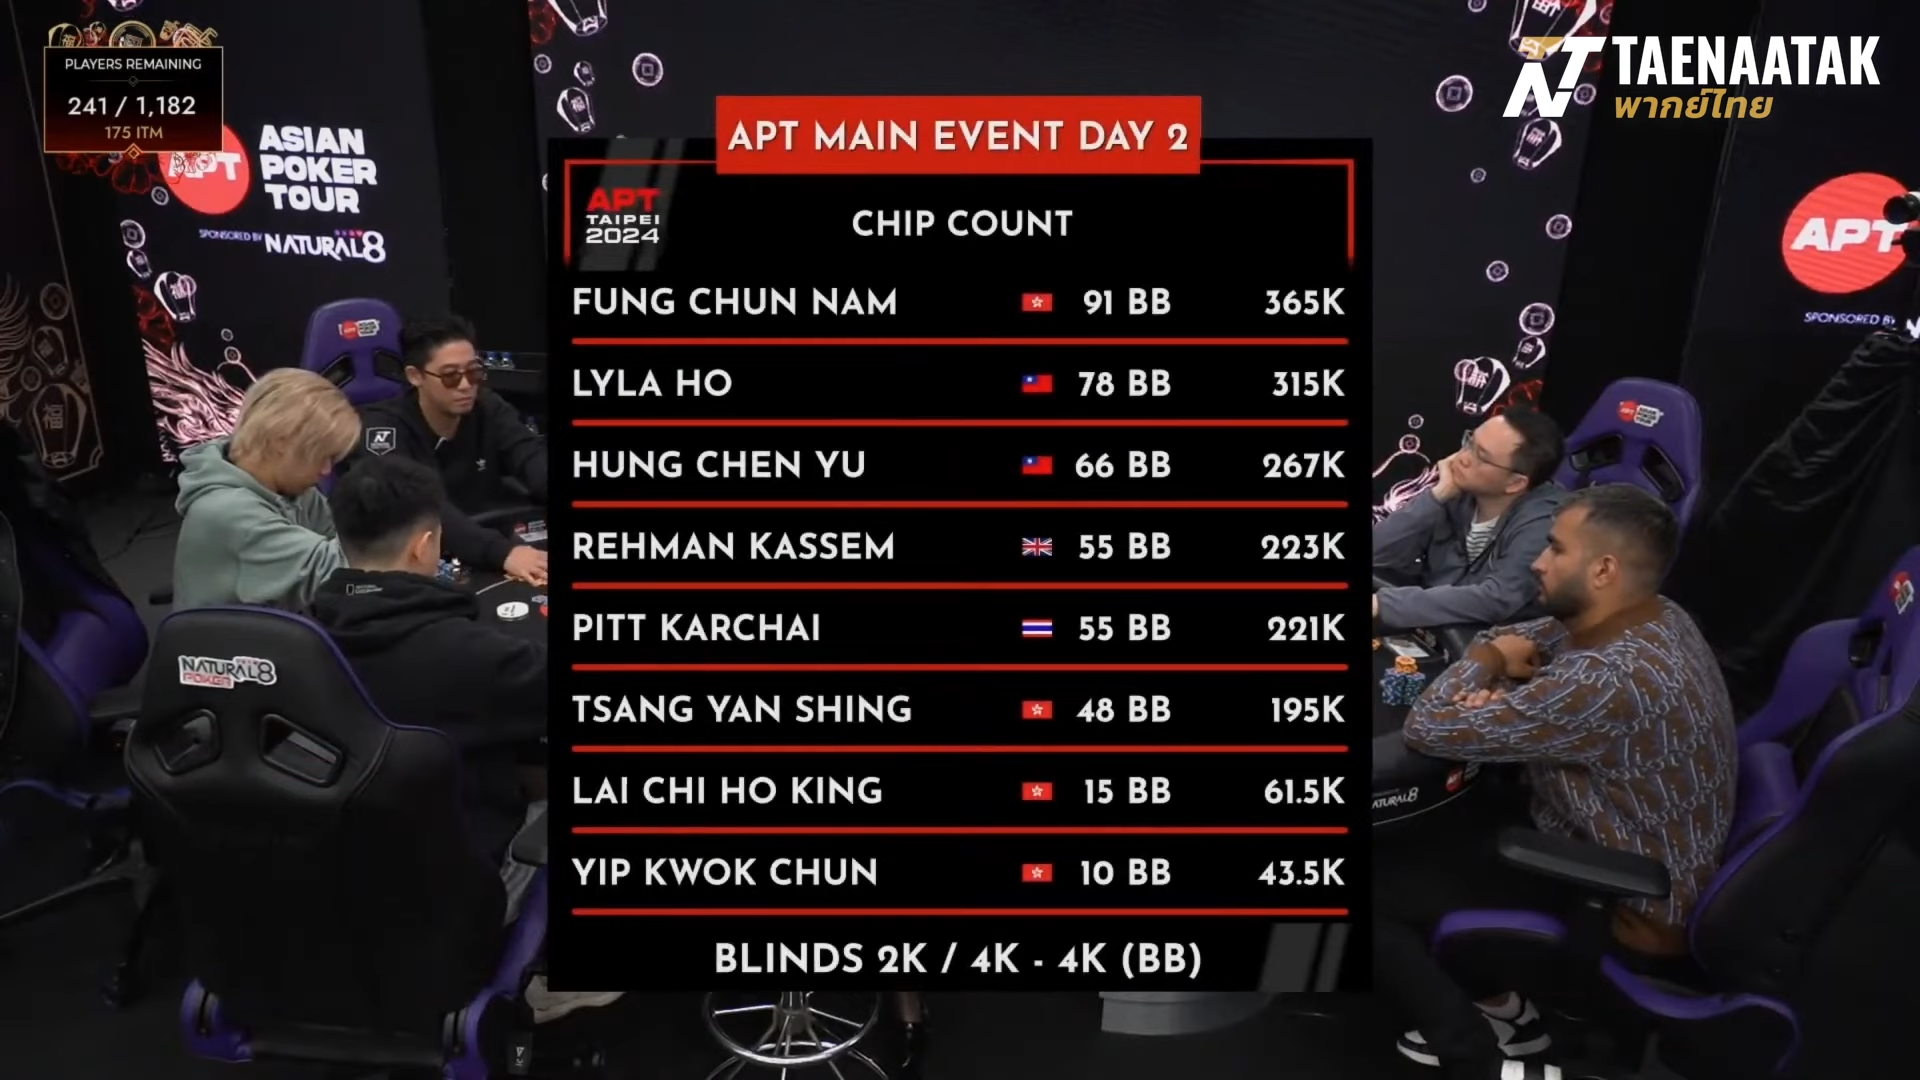 PLAYERS REMAINING
241 / 1,182
175 ITM
APT
ASIAN
POKER
TOUR
SPONSORED BY NATURAL8
NT TAENAATAK
พากย์ไทย
APT MAIN EVENT DAY 2
APT
TAIPEI
2024
CHIP COUNT
FUNG CHUN NAM 91 BB 365K
LYLA HO 78 BB 315K
HUNG CHEN YU 66 BB 267K
REHMAN KASSEM 55 BB 223K
PITT KARCHAI 55 BB 221K
TSANG YAN SHING 48 BB 195K
LAI CHI HO KING 15 BB 61.5K
YIP KWOK CHUN 10 BB 43.5K
BLINDS 2K / 4K - 4K (BB)
APT
SPONSORED BY
NATURAL8
POKER